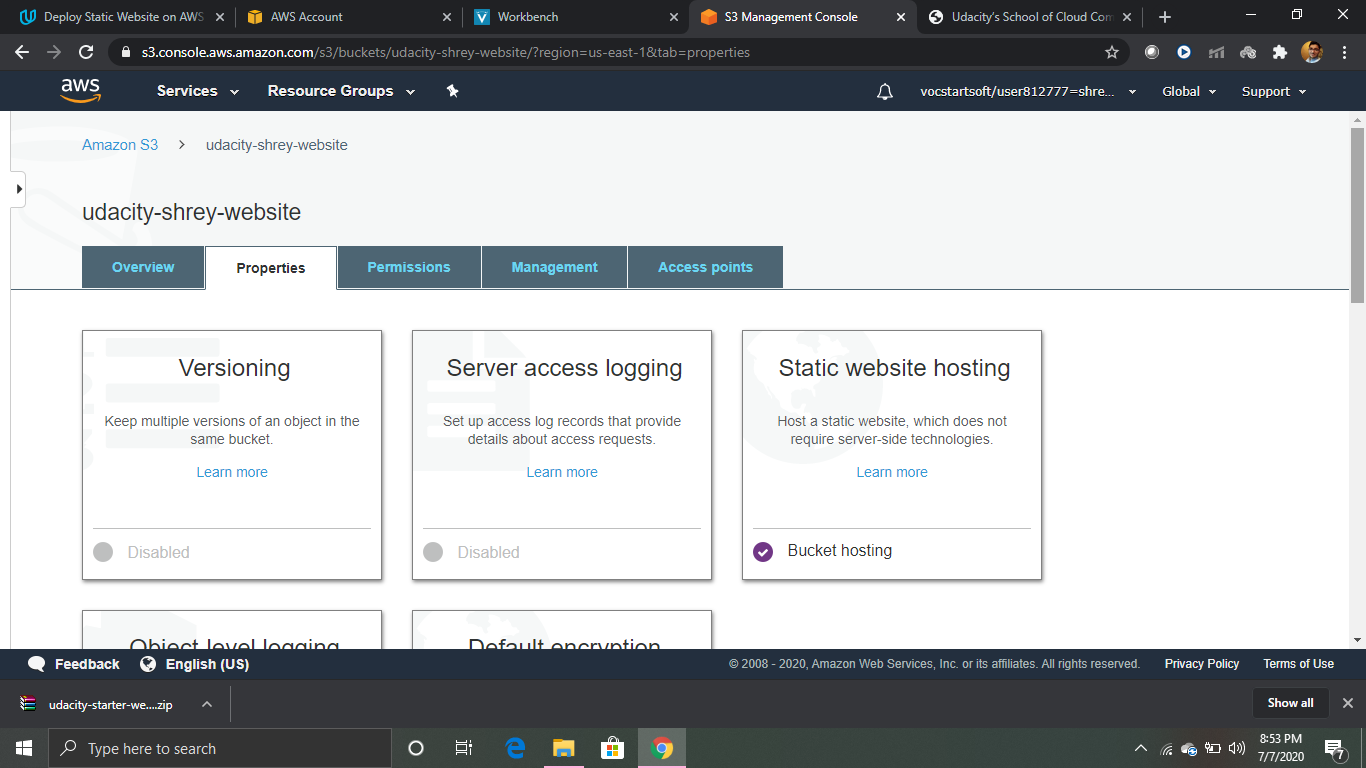 Deploy Static Website on AWS
AWS Account
Workbench
S3 Management Console
Udacity's School of Cloud Com
s3.console.aws.amazon.com/s3/buckets/udacity-shrey-website/?region=us-east-1&tab=properties
aws
Services
Resource Groups
vocstartsoft/user812777=shre...
Global
Support
Amazon S3 > udacity-shrey-website
udacity-shrey-website
Overview
Properties
Permissions
Management
Access points
Versioning
Keep multiple versions of an object in the
same bucket.
Learn more
Disabled
Server access logging
Set up access log records that provide
details about access requests.
Learn more
Disabled
Static website hosting
Host a static website, which does not
require server-side technologies.
Learn more
Bucket hosting
Object-level logging
Default encryption
Feedback
English (US)
© 2008 - 2020, Amazon Web Services, Inc. or its affiliates. All rights reserved.
Privacy Policy
Terms of Use
udacity-starter-we....zip
Show all
Type here to search
8:53 PM
7/7/2020
7